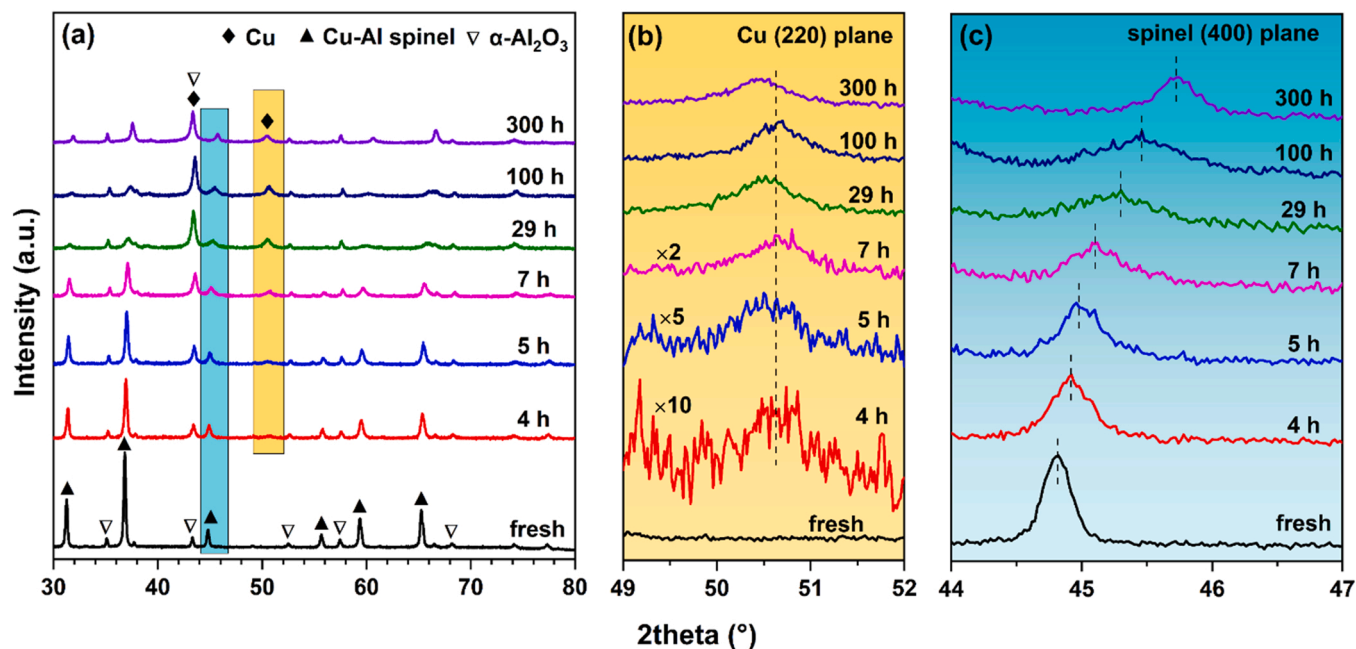 (a)
◆ Cu ▲ Cu-Al spinel ▽ α-Al₂O₃
300 h
100 h
29 h
7 h
5 h
4 h
fresh
30 40 50 60 70 80
Intensity (a.u.)
(b) Cu (220) plane
300 h
100 h
29 h
×2 7 h
×5 5 h
×10 4 h
fresh
49 50 51 52
(c) spinel (400) plane
300 h
100 h
29 h
7 h
5 h
4 h
fresh
44 45 46 47
2theta (°)